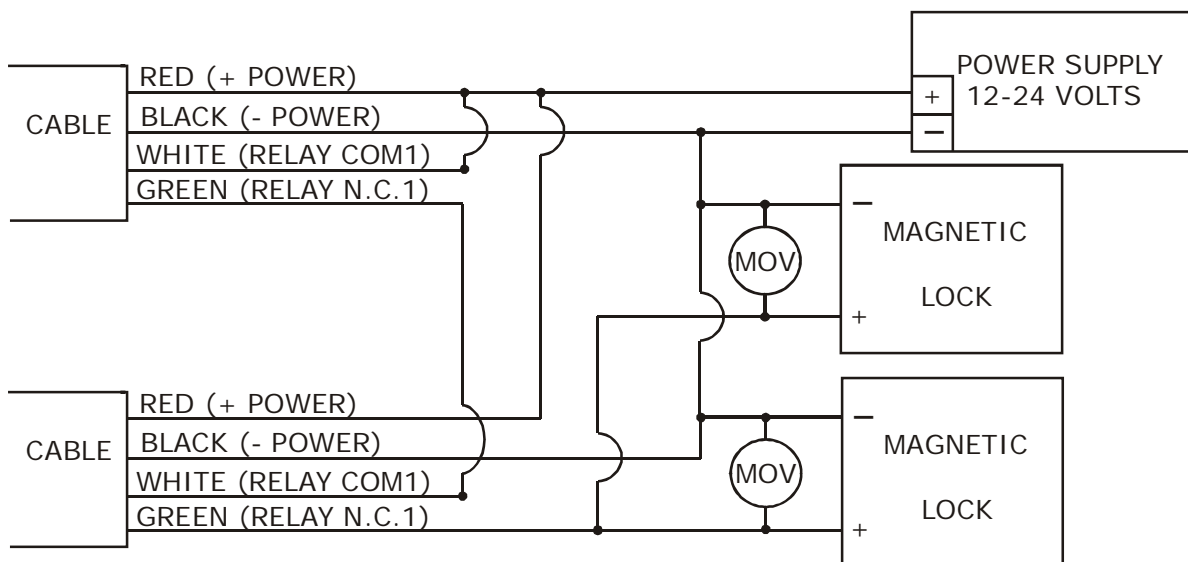 RED (+ POWER)
BLACK (- POWER)
WHITE (RELAY COM1)
GREEN (RELAY N.C.1)
CABLE
POWER SUPPLY
12-24 VOLTS
+
−
−
MAGNETIC
LOCK
+
MOV
RED (+ POWER)
BLACK (- POWER)
WHITE (RELAY COM1)
GREEN (RELAY N.C.1)
CABLE
−
MAGNETIC
LOCK
+
MOV